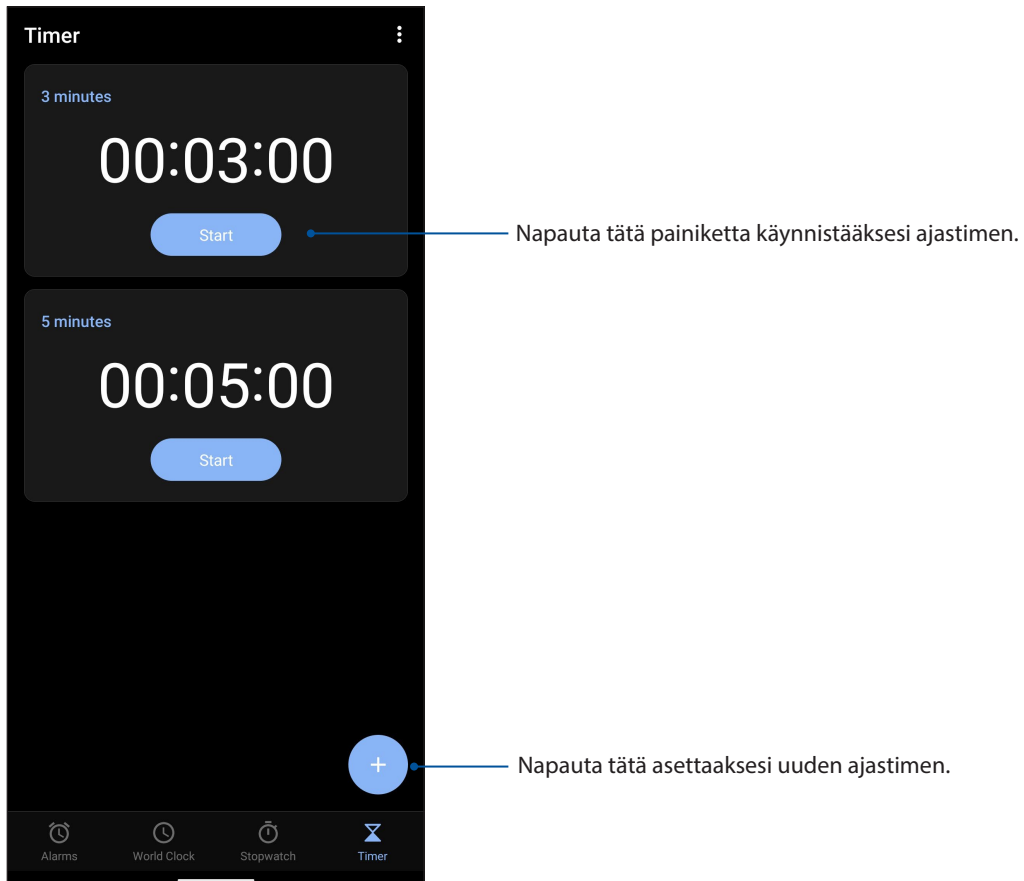 Timer
3 minutes
00:03:00
Start
Napauta tätä painiketta käynnistääksesi ajastimen.
5 minutes
00:05:00
Start
+
Napauta tätä asettaaksesi uuden ajastimen.
Alarms World Clock Stopwatch Timer